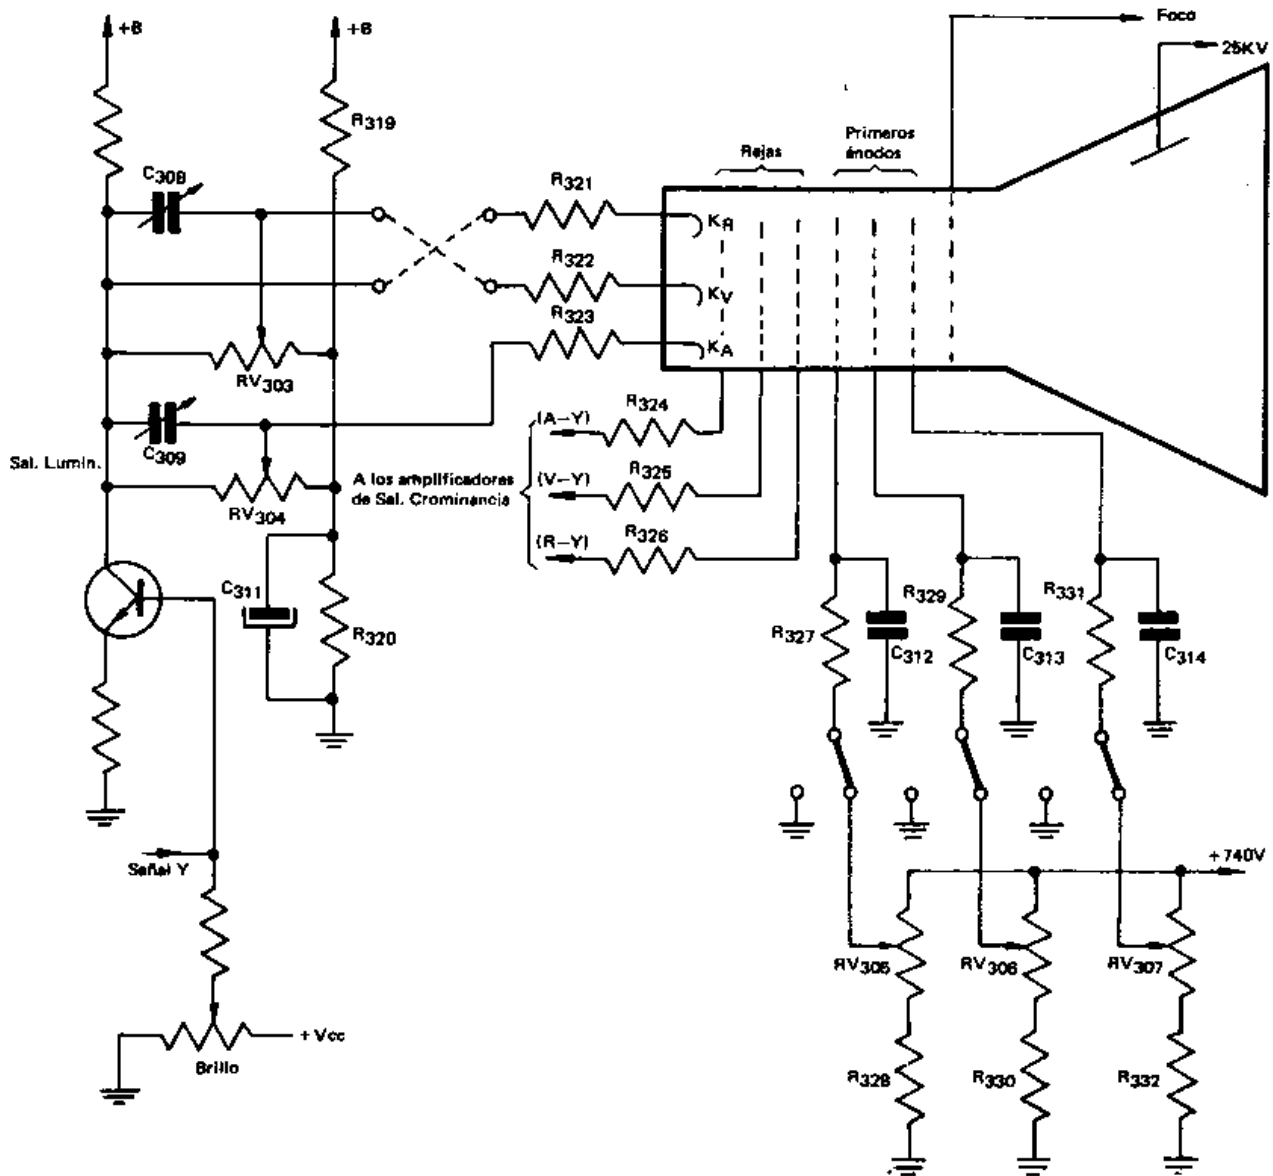 +B
+B
Foco
25KV
R319
Rejas
Primeros
ánodos
C308
R321
KR
R322
KV
R323
KA
RV303
C309
Sal. Lumin.
RV304
A los amplificadores
de Sal. Crominancia
(A-Y)
R324
(V-Y)
R325
(R-Y)
R326
C311
R320
R327
C312
R329
C313
R331
C314
Señal Y
+740V
RV305
RV306
RV307
+ Vcc
Brillo
R328
R330
R332